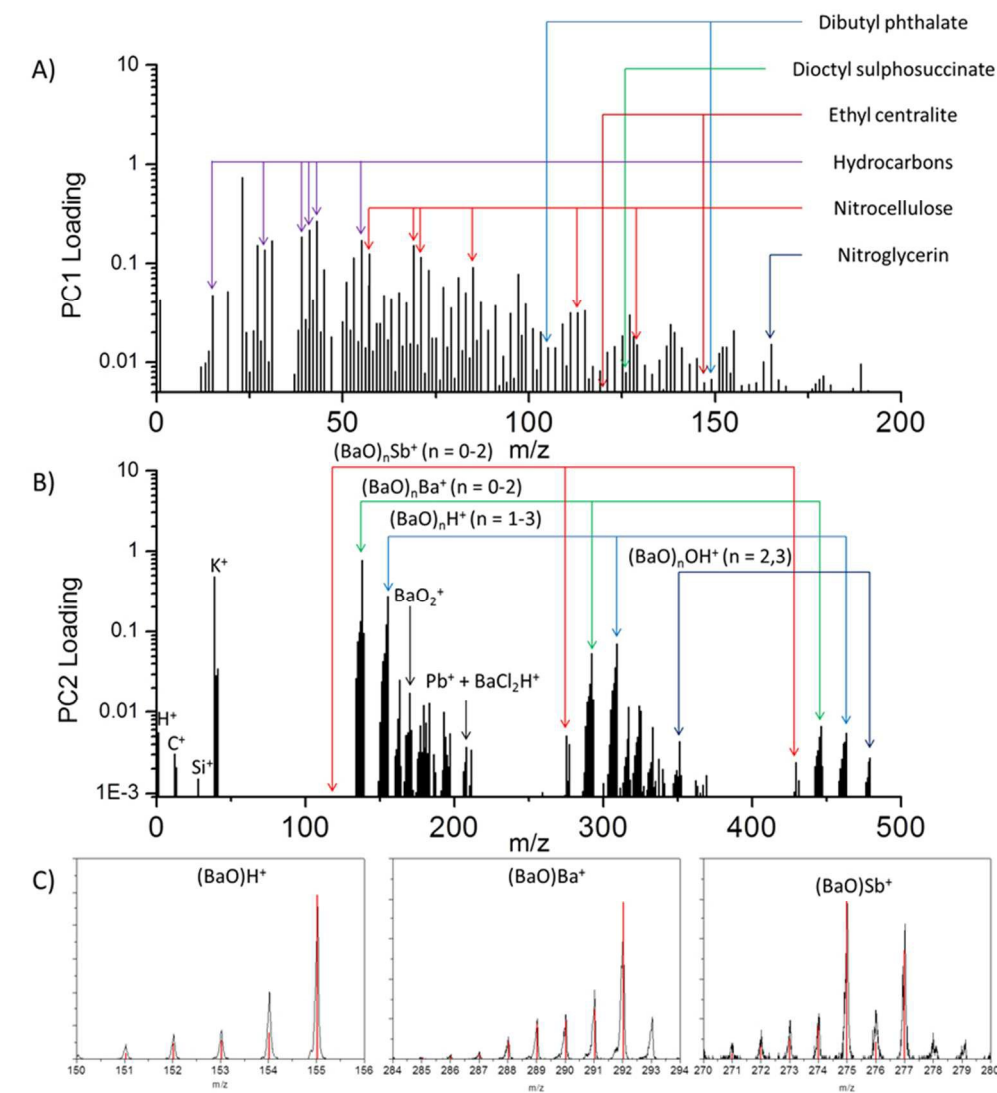 Dibutyl phthalate
A)
Dioctyl sulphosuccinate
Ethyl centralite
Hydrocarbons
Nitrocellulose
Nitroglycerin
PC1 Loading
10
1
0.1
0.01
0 50 100 150 200
m/z
B)
(BaO)nSb+ (n = 0-2)
(BaO)nBa+ (n = 0-2)
(BaO)nH+ (n = 1-3)
(BaO)nOH+ (n = 2,3)
K+
BaO2+
Pb+ + BaCl2H+
H+
C+
Si+
PC2 Loading
10
1
0.1
0.01
1E-3
0 100 200 300 400 500
m/z
C)
(BaO)H+
150 151 152 153 154 155 156
m/z
(BaO)Ba+
284 285 286 287 288 289 290 291 292 293 294
m/z
(BaO)Sb+
270 271 272 273 274 275 276 277 278 279 280
m/z